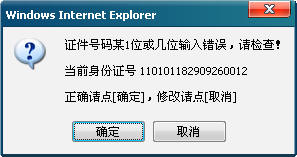 Windows Internet Explorer
证件号码某1位或几位输入错误，请检查！
当前身份证号 110101182909260012
正确请点[确定]，修改请点[取消]
确定
取消